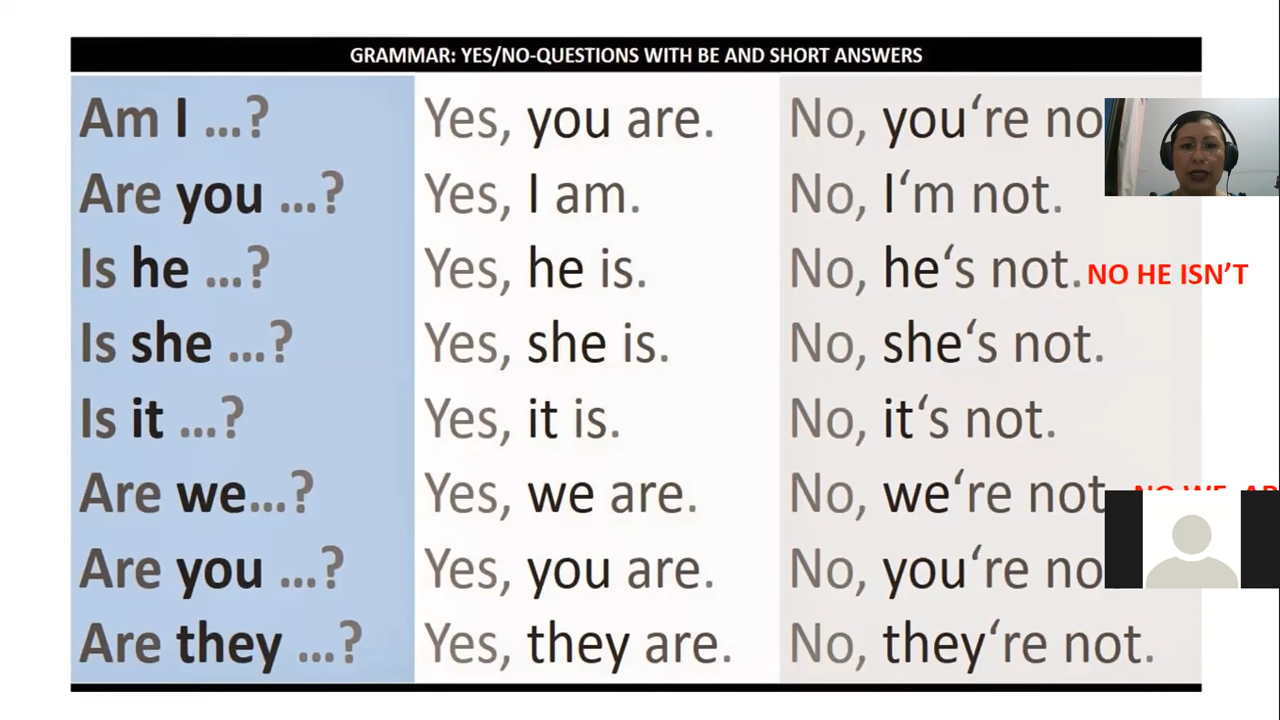 GRAMMAR: YES/NO-QUESTIONS WITH BE AND SHORT ANSWERS
Am I ...? Yes, you are. No, you‘re no
Are you ...? Yes, I am. No, I‘m not.
Is he ...? Yes, he is. No, he‘s not. NO HE ISN’T
Is she ...? Yes, she is. No, she‘s not.
Is it ...? Yes, it is. No, it‘s not.
Are we...? Yes, we are. No, we‘re not NO WE
Are you ...? Yes, you are. No, you‘re no
Are they ...? Yes, they are. No, they‘re not.